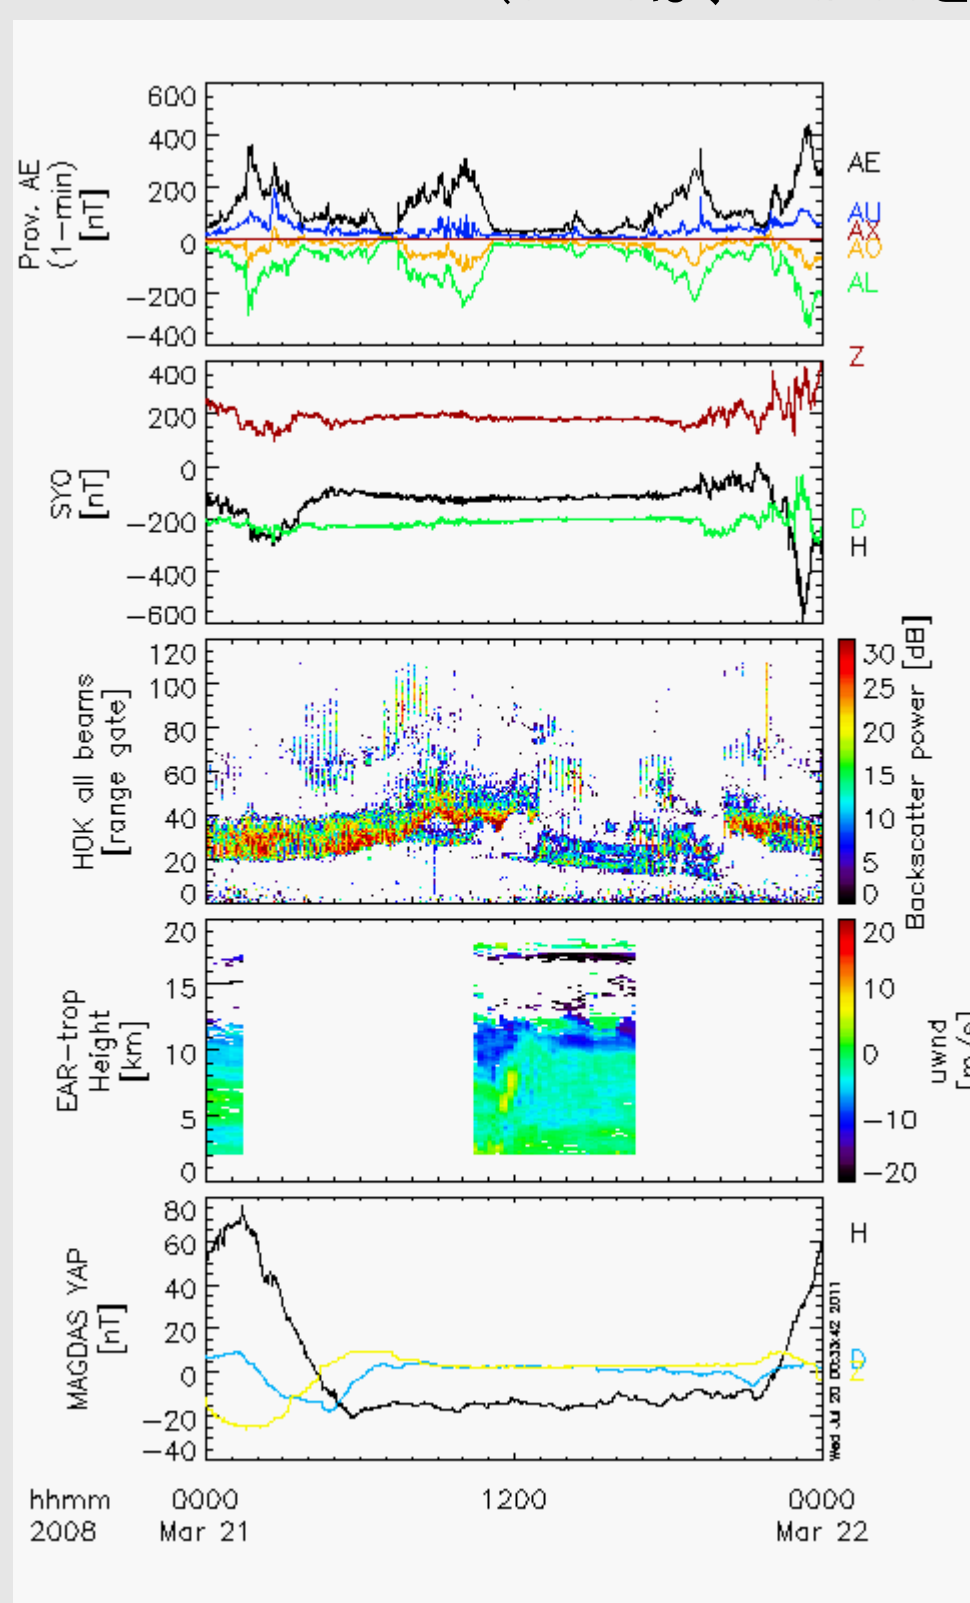 600
400
200
0
−200
−400
Prov. AE
(1−min)
[nT]
AE
AU
AX
AO
AL
400
200
0
−200
−400
−600
SYO
[nT]
Z
D
H
120
100
80
60
40
20
0
HOK all beams
[range gate]
30
25
20
15
10
5
0
Backscatter power [dB]
20
15
10
5
0
EAR−trop
Height
[km]
20
10
0
−10
−20
uwnd
80
60
40
20
0
−20
−40
MAGDAS YAP
[nT]
H
D
Z
Wed Jul 20 00:33:42 2011
hhmm 0000 1200 0000
2008 Mar 21 Mar 22